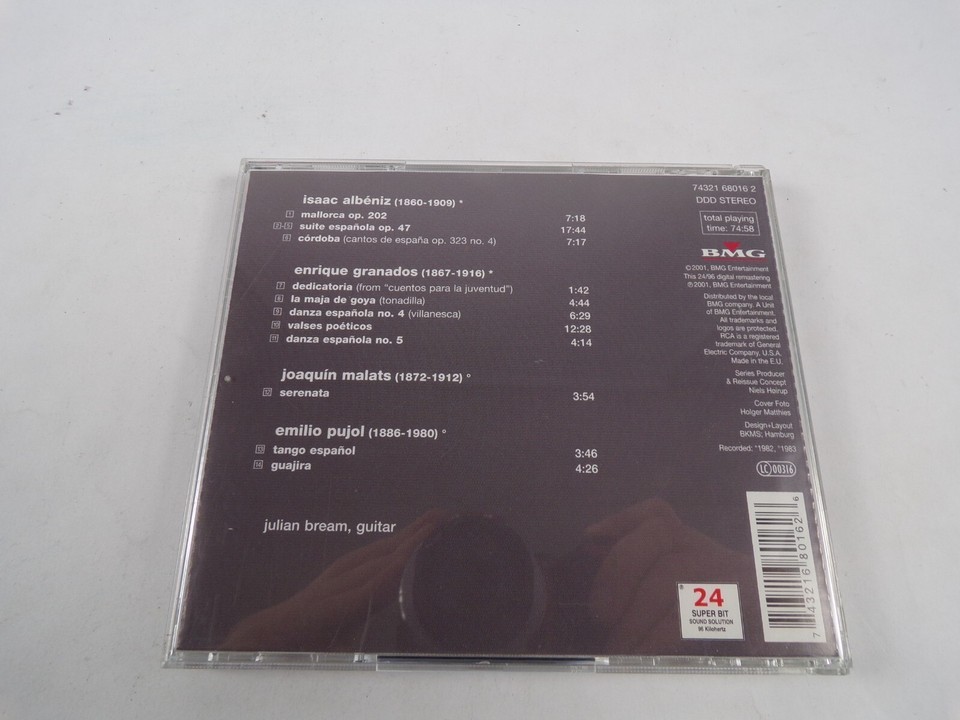 isaac albéniz (1860-1909) *
1 mallorca op. 202 7:18
2-5 suite española op. 47 17:44
6 córdoba (cantos de españa op. 323 no. 4) 7:17
enrique granados (1867-1916) *
7 dedicatoria (from "cuentos para la juventud") 1:42
8 la maja de goya (tonadilla) 4:44
9 danza española no. 4 (villanesca) 6:29
10 valses poéticos 12:28
11 danza española no. 5 4:14
joaquín malats (1872-1912) °
12 serenata 3:54
emilio pujol (1886-1980) °
13 tango español 3:46
14 guajira 4:26
julian bream, guitar
74321 68016 2
DDD STEREO
total playing
time: 74:58
BMG
©2001, BMG Entertainment
This 24/96 digital remastering
℗2001, BMG Entertainment
Distributed by the local
BMG company. A Unit
of BMG Entertainment.
All trademarks and
logos are protected.
RCA is a registered
trademark of General
Electric Company, U.S.A.
Made in the E.U.
Series Producer
& Reissue Concept
Niels Hoirup
Cover Foto
Holger Matthies
Design+Layout
BKMS; Hamburg
Recorded: °1982, *1983
LC 00316
7 43216 80162 6
24
SUPER BIT
SOUND SOLUTION
96 Kilohertz